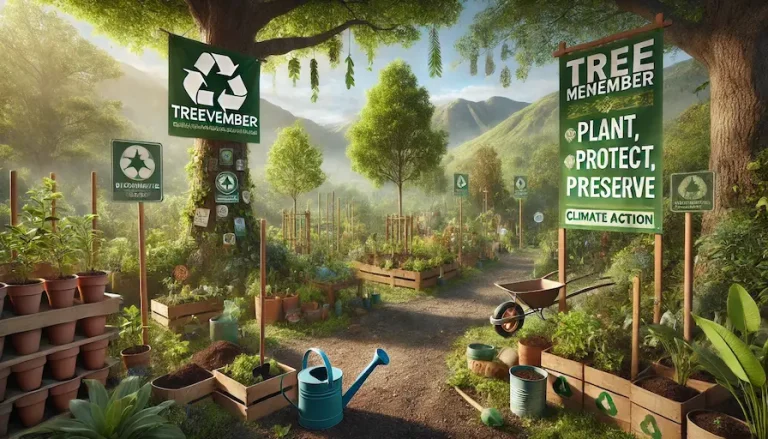 TREEVEMBER
TREE
MENEMBER
PLANT,
PROTECT,
PRESERVE
CLIMATE ACTION